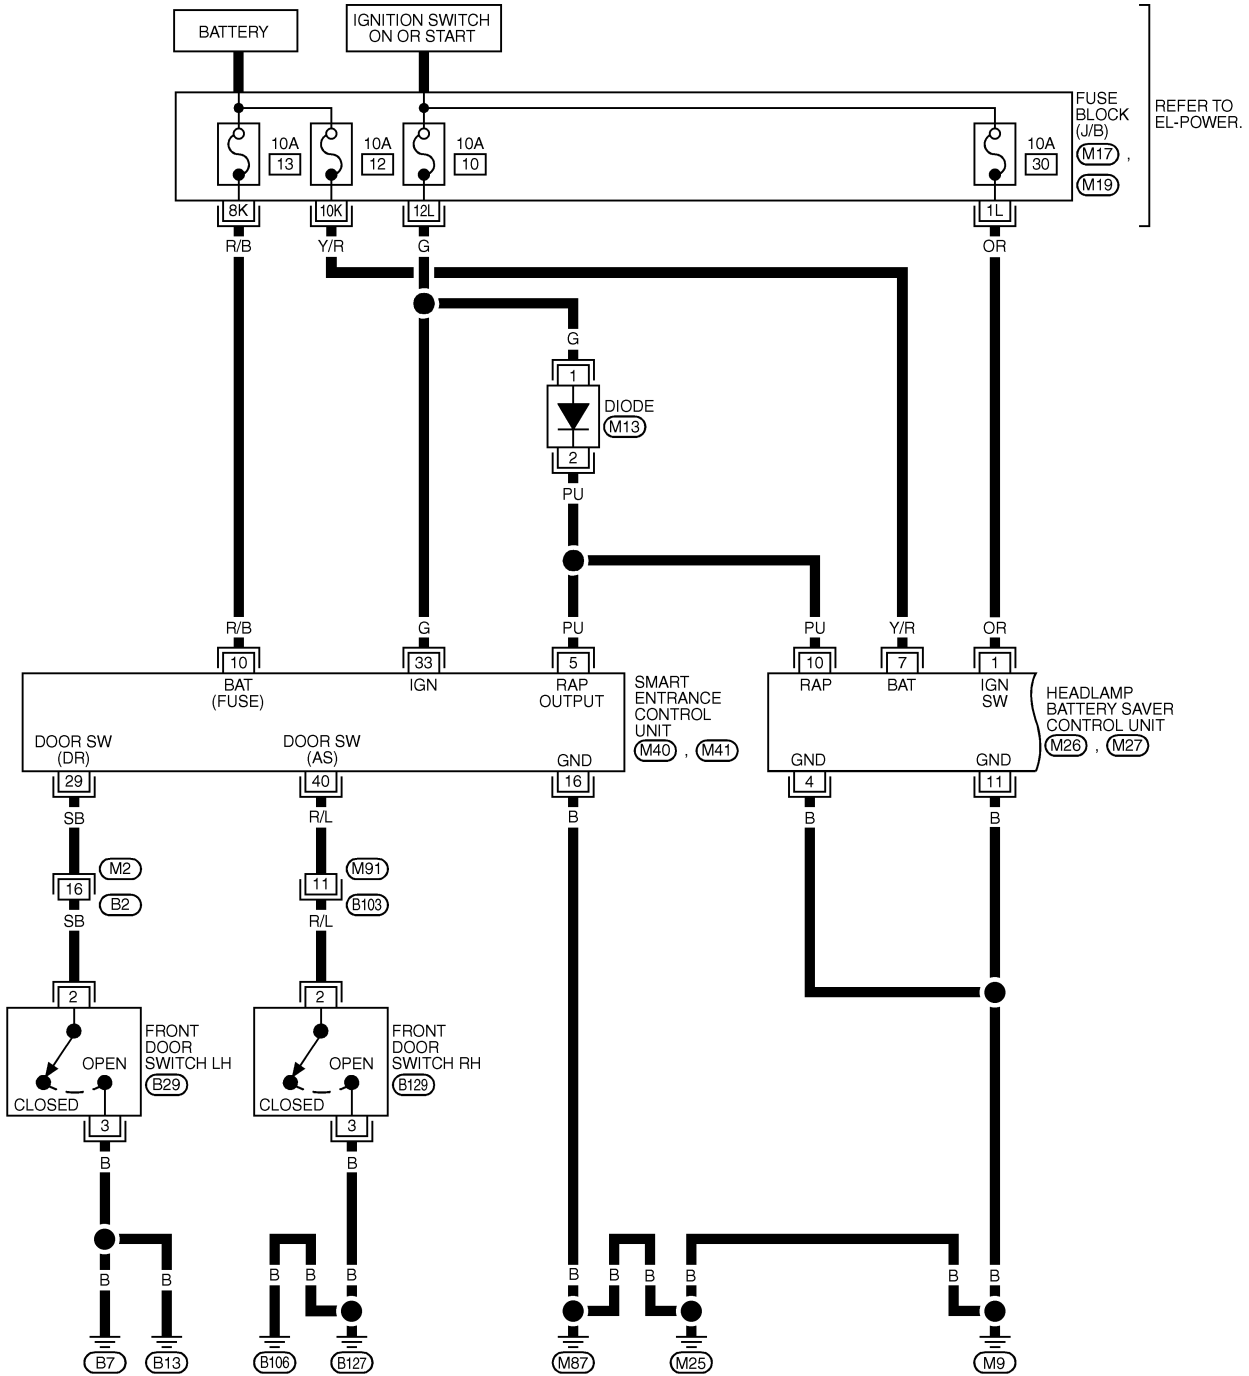 BATTERY
IGNITION SWITCH
ON OR START
FUSE
BLOCK
(J/B)
M17 ,
M19
REFER TO
EL-POWER.
10A
13
10A
12
10A
10
10A
30
8K
10K
12L
1L
R/B
Y/R
G
OR
G
1
DIODE
M13
2
PU
R/B
G
PU
PU
Y/R
OR
10
33
5
10
7
1
BAT
(FUSE)
IGN
RAP
OUTPUT
RAP
BAT
IGN
SW
SMART
ENTRANCE
CONTROL
UNIT
M40 , M41
HEADLAMP
BATTERY SAVER
CONTROL UNIT
M26 , M27
DOOR SW
(DR)
DOOR SW
(AS)
GND
GND
GND
29
40
16
4
11
SB
R/L
B
B
B
M2
16
B2
M91
11
B103
SB
R/L
2
2
FRONT
DOOR
SWITCH LH
B29
OPEN
CLOSED
FRONT
DOOR
SWITCH RH
B129
OPEN
CLOSED
3
3
B
B
B
B
B
B
B
B
B
B
B
B
B
B7
B13
B106
B127
M87
M25
M9